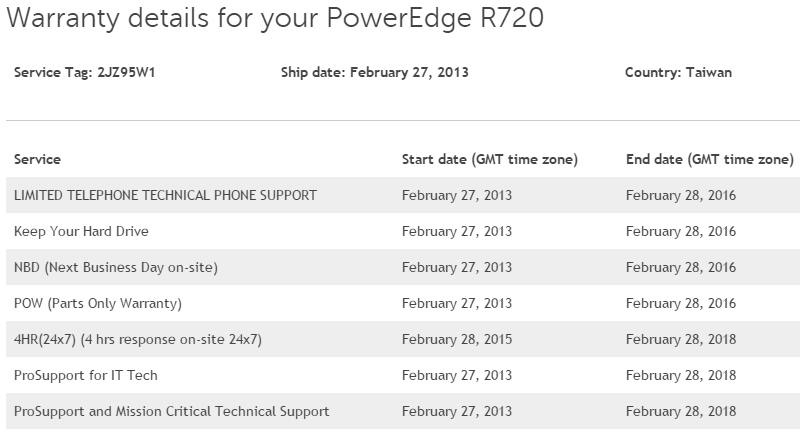 Warranty details for your PowerEdge R720
Service Tag: 2JZ95W1 Ship date: February 27, 2013 Country: Taiwan
Service Start date (GMT time zone) End date (GMT time zone)
LIMITED TELEPHONE TECHNICAL PHONE SUPPORT February 27, 2013 February 28, 2016
Keep Your Hard Drive February 27, 2013 February 28, 2016
NBD (Next Business Day on-site) February 27, 2013 February 28, 2016
POW (Parts Only Warranty) February 27, 2013 February 28, 2016
4HR(24x7) (4 hrs response on-site 24x7) February 28, 2015 February 28, 2018
ProSupport for IT Tech February 27, 2013 February 28, 2018
ProSupport and Mission Critical Technical Support February 27, 2013 February 28, 2018